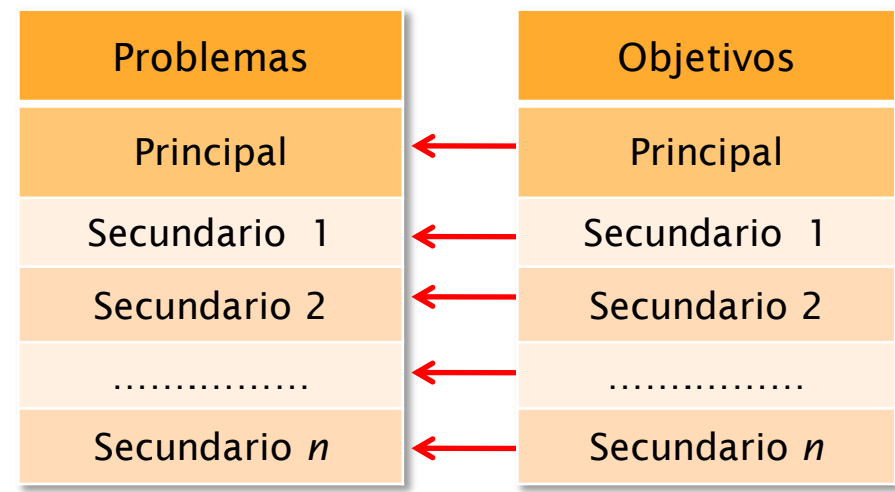 Problemas
Principal
Secundario 1
Secundario 2
.................
Secundario n
Objetivos
Principal
Secundario 1
Secundario 2
.................
Secundario n